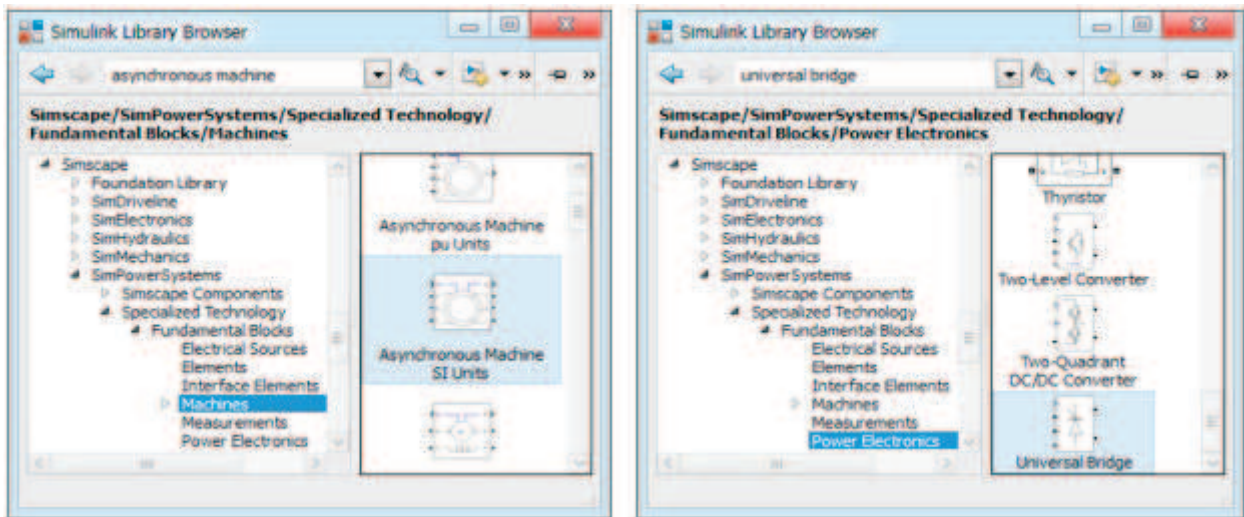 Simulink Library Browser
asynchronous machine
Simscape/SimPowerSystems/Specialized Technology/
Fundamental Blocks/Machines
Simscape
Foundation Library
SimDriveline
SimElectronics
SimHydraulics
SimMechanics
SimPowerSystems
Simscape Components
Specialized Technology
Fundamental Blocks
Electrical Sources
Elements
Interface Elements
Machines
Measurements
Power Electronics
Asynchronous Machine
pu Units
Asynchronous Machine
SI Units
Simulink Library Browser
universal bridge
Simscape/SimPowerSystems/Specialized Technology/
Fundamental Blocks/Power Electronics
Simscape
Foundation Library
SimDriveline
SimElectronics
SimHydraulics
SimMechanics
SimPowerSystems
Simscape Components
Specialized Technology
Fundamental Blocks
Electrical Sources
Elements
Interface Elements
Machines
Measurements
Power Electronics
Thyristor
Two-Level Converter
Two-Quadrant
DC/DC Converter
Universal Bridge